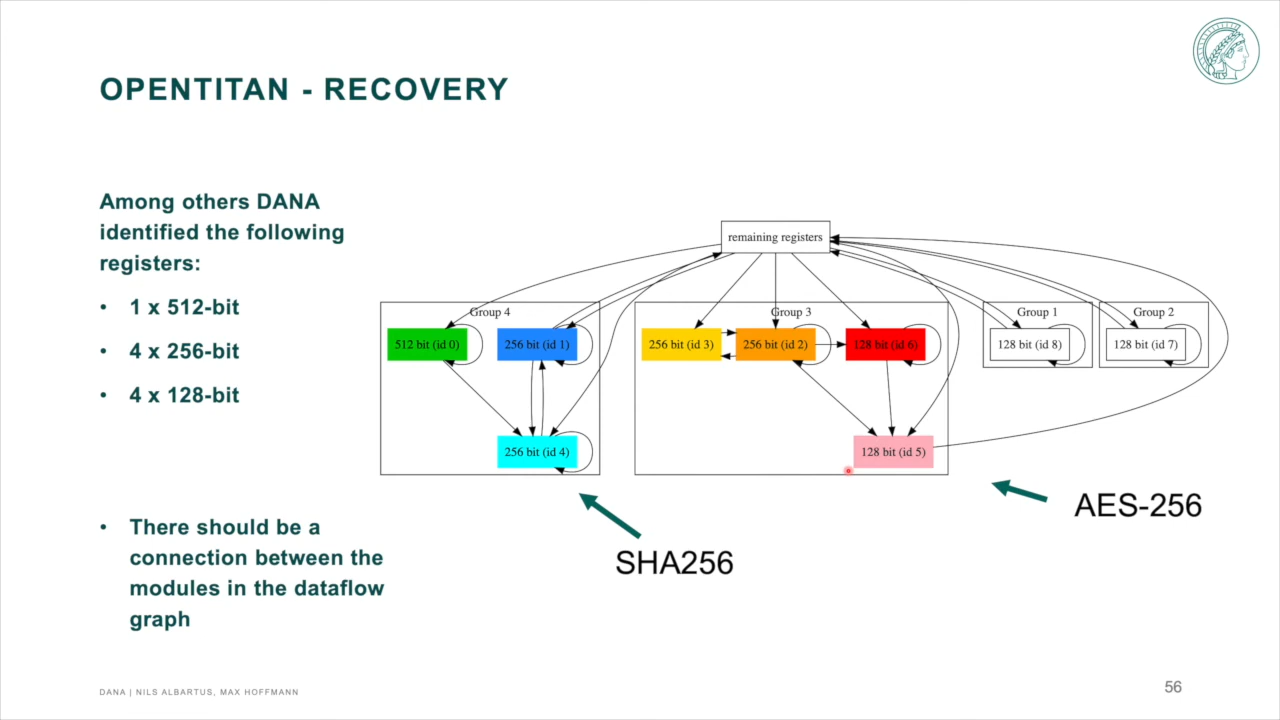 OPENTITAN - RECOVERY
Among others DANA
identified the following
registers:
• 1 x 512-bit
• 4 x 256-bit
• 4 x 128-bit
• There should be a
connection between the
modules in the dataflow
graph
remaining registers
Group 4
512 bit (id 0)
256 bit (id 1)
256 bit (id 4)
Group 3
256 bit (id 3)
256 bit (id 2)
128 bit (id 6)
128 bit (id 5)
Group 1
128 bit (id 8)
Group 2
128 bit (id 7)
SHA256
AES-256
DANA | NILS ALBARTUS, MAX HOFFMANN
56